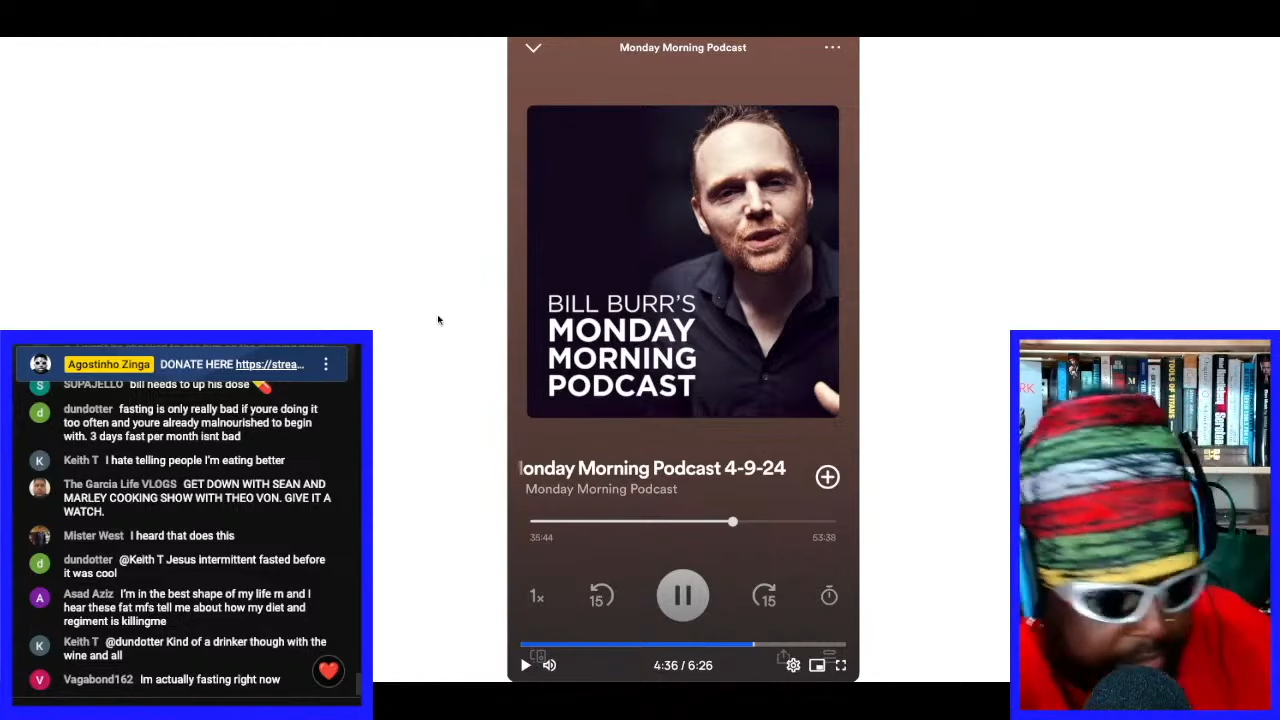 Monday Morning Podcast
BILL BURR'S
MONDAY
MORNING
PODCAST
Monday Morning Podcast 4-9-24
Monday Morning Podcast
35:44
53:38
1x
15
15
4:36 / 6:26
Agostinho Zinga DONATE HERE https://strea...
SUPAJELLO bill needs to up his dose 💊
dundotter fasting is only really bad if youre doing it
too often and youre already malnourished to begin
with. 3 days fast per month isnt bad
Keith T I hate telling people I'm eating better
The Garcia Life VLOGS GET DOWN WITH SEAN AND
MARLEY COOKING SHOW WITH THEO VON. GIVE IT A
WATCH.
Mister West I heard that does this
dundotter @Keith T Jesus intermittent fasted before
it was cool
Asad Aziz I'm in the best shape of my life rn and I
hear these fat mfs tell me about how my diet and
regiment is killingme
Keith T @dundotter Kind of a drinker though with the
wine and all
Vagabond162 Im actually fasting right now
TOOLS OF TITANS